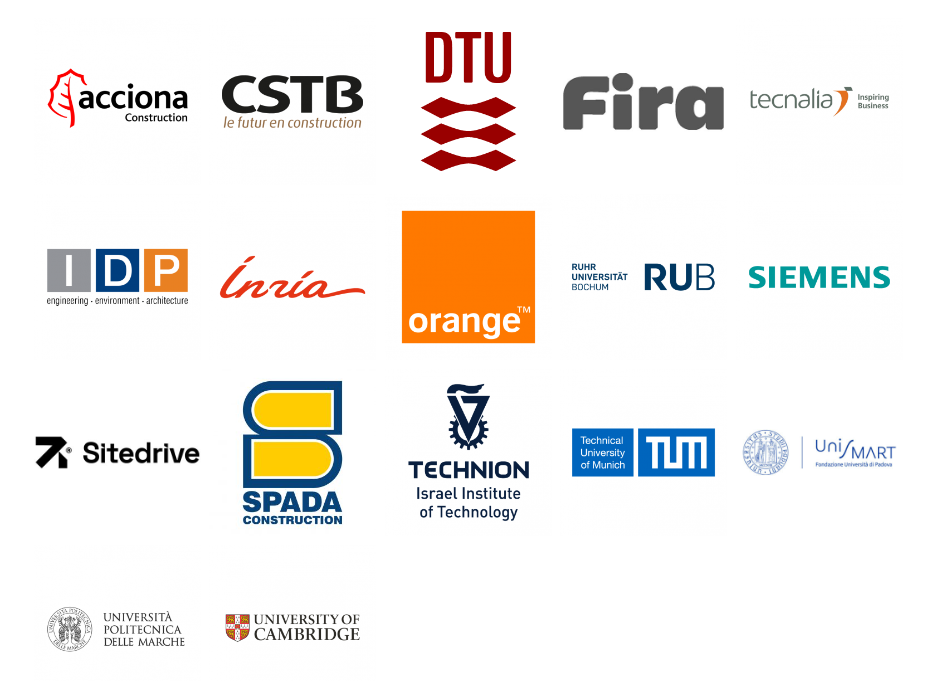 acciona
Construction
CSTB
le futur en construction
DTU
Fira
tecnalia
Inspiring
Business
IDP
engineering · environment · architecture
Inría
orange™
RUHR
UNIVERSITÄT
BOCHUM
RUB
SIEMENS
® Sitedrive
SPADA
CONSTRUCTION
TECHNION
Israel Institute
of Technology
Technical
University
of Munich
TUM
UniSMART
Fondazione Università di Padova
UNIVERSITÀ
POLITECNICA
DELLE MARCHE
UNIVERSITY OF
CAMBRIDGE